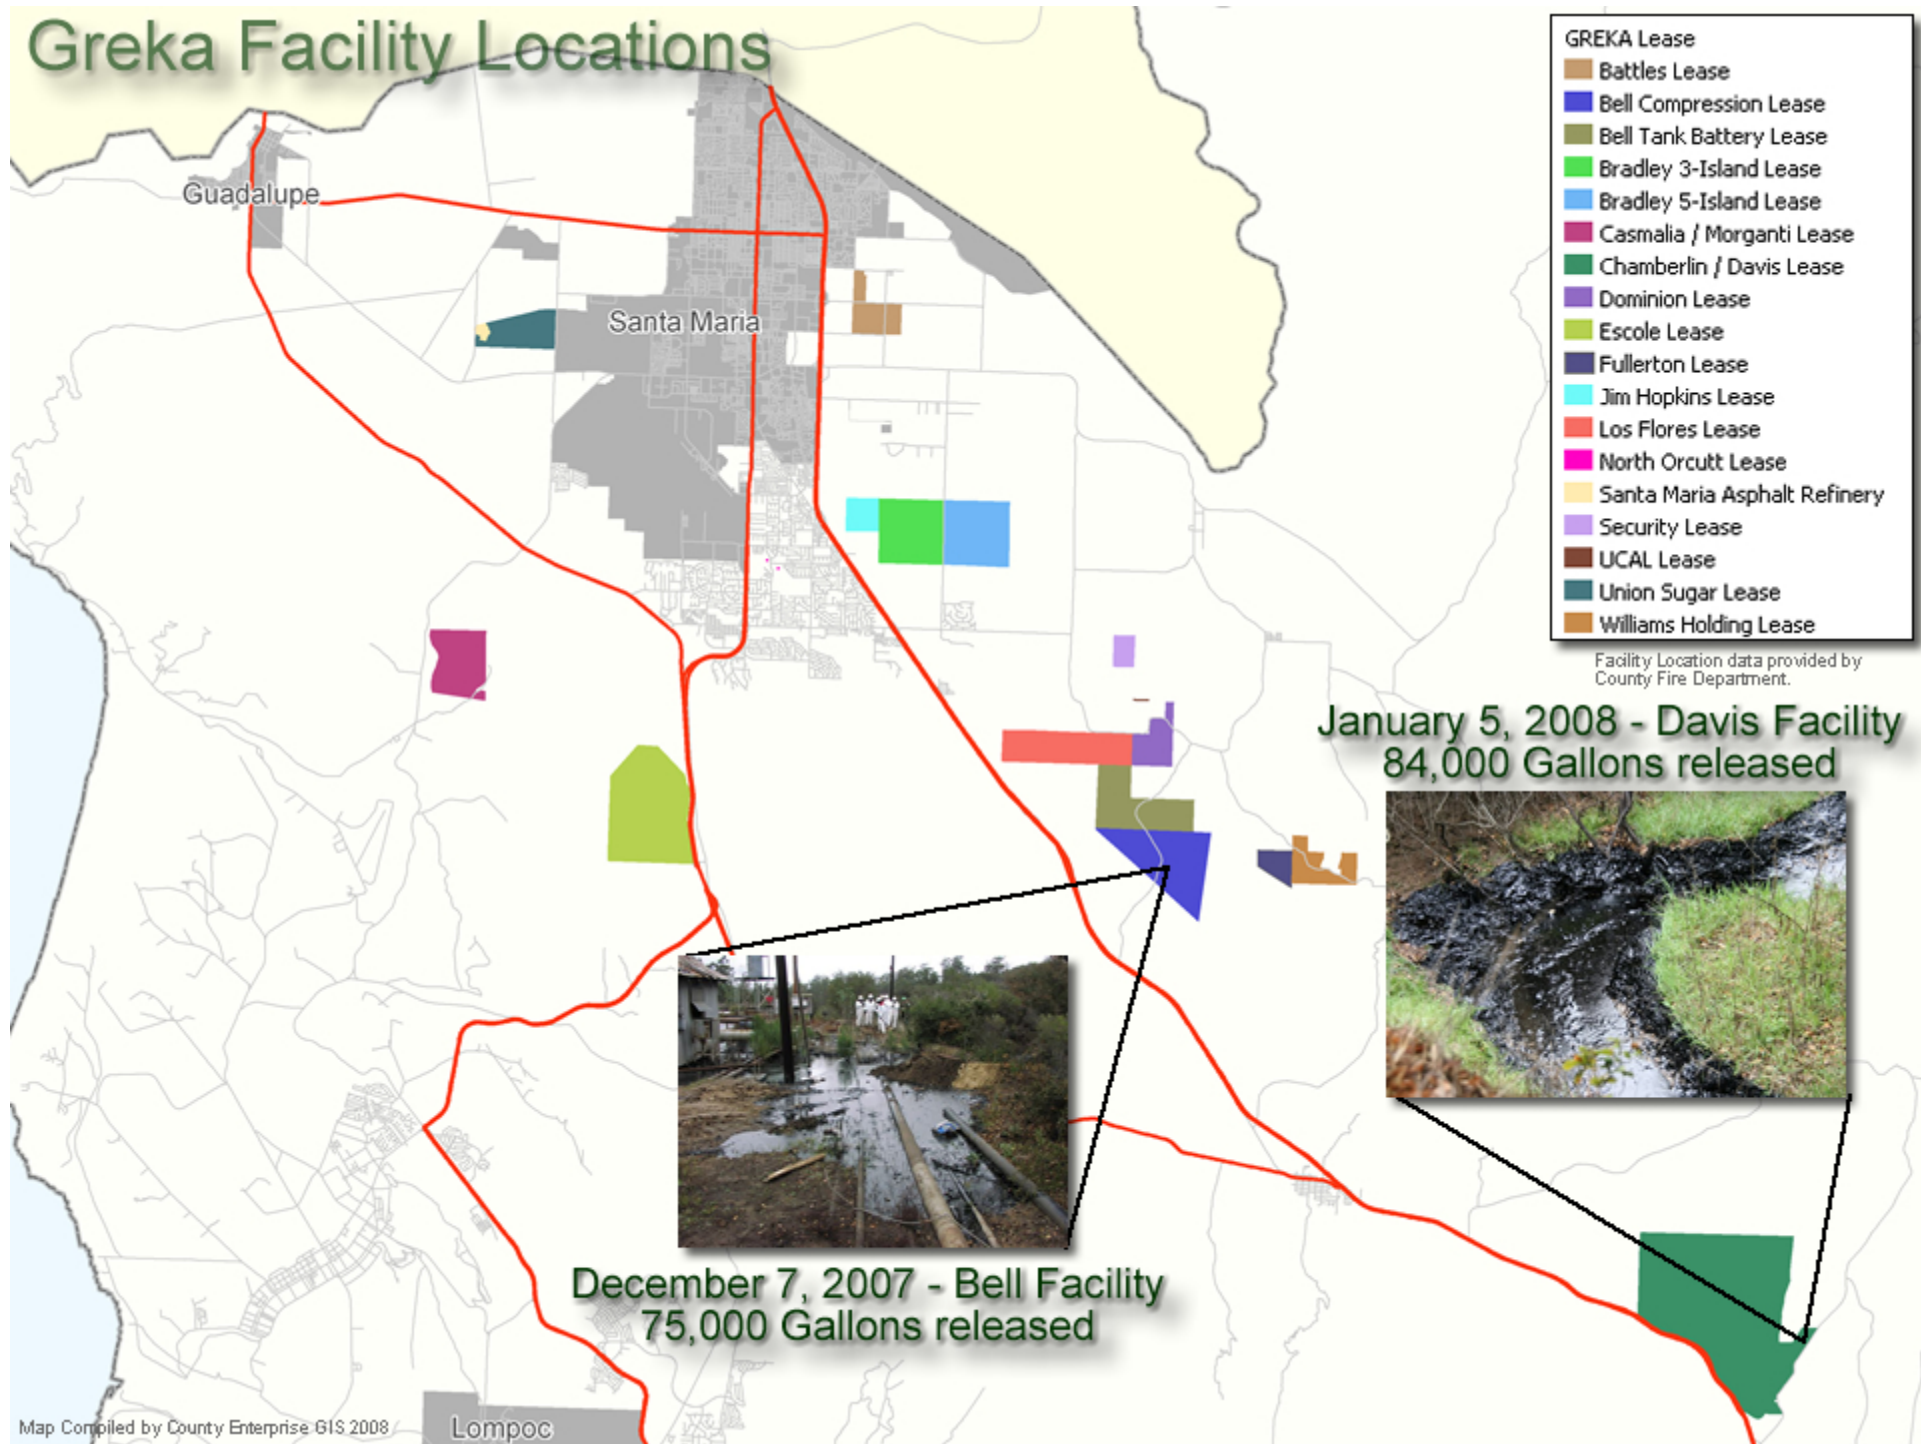 Greka Facility Locations
GREKA Lease
Battles Lease
Bell Compression Lease
Bell Tank Battery Lease
Bradley 3-Island Lease
Bradley 5-Island Lease
Casmalia / Morganti Lease
Chamberlin / Davis Lease
Dominion Lease
Escole Lease
Fullerton Lease
Jim Hopkins Lease
Los Flores Lease
North Orcutt Lease
Santa Maria Asphalt Refinery
Security Lease
UCAL Lease
Union Sugar Lease
Williams Holding Lease
Facility Location data provided by
County Fire Department.
Guadalupe
Santa Maria
January 5, 2008 - Davis Facility
84,000 Gallons released
December 7, 2007 - Bell Facility
75,000 Gallons released
Lompoc
Map Compiled by County Enterprise GIS 2008